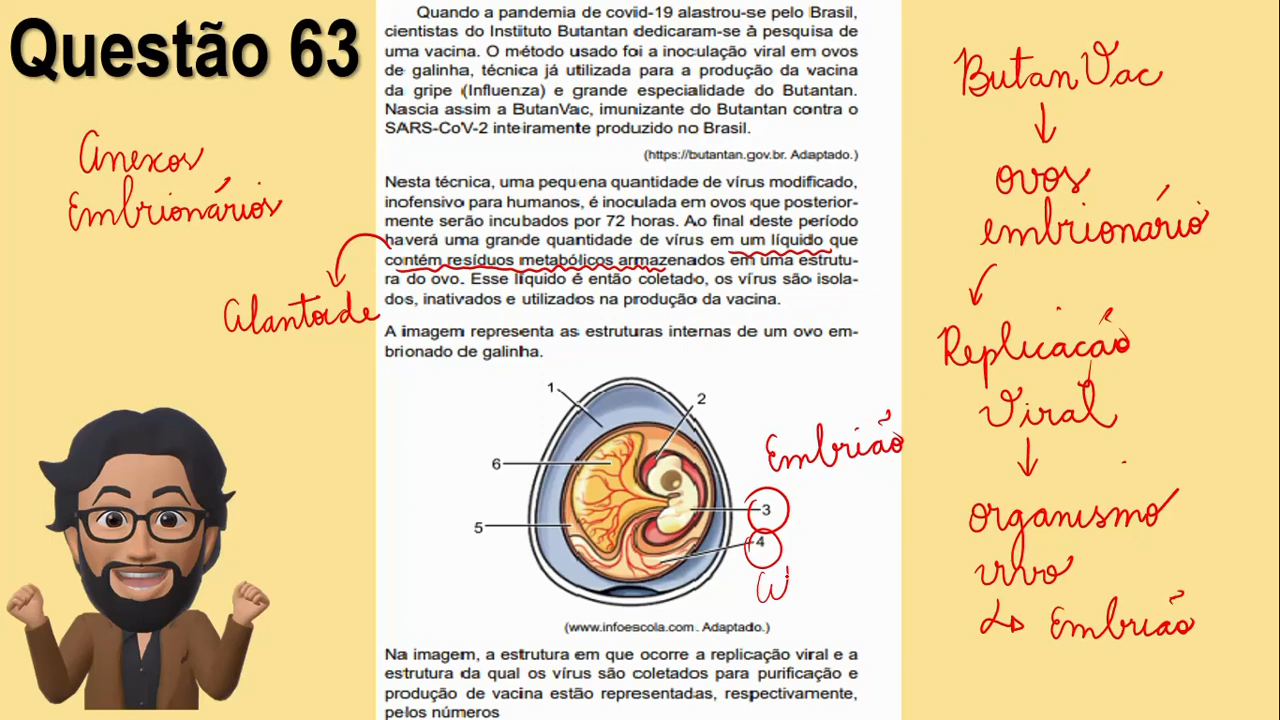 Questão 63
Anexos
Embrionários
Alantoide
Quando a pandemia de covid-19 alastrou-se pelo Brasil,
cientistas do Instituto Butantan dedicaram-se à pesquisa de
uma vacina. O método usado foi a inoculação viral em ovos
de galinha, técnica já utilizada para a produção da vacina
da gripe (Influenza) e grande especialidade do Butantan.
Nascia assim a ButanVac, imunizante do Butantan contra o
SARS-CoV-2 inteiramente produzido no Brasil.
(https://butantan.gov.br. Adaptado.)
Nesta técnica, uma pequena quantidade de vírus modificado,
inofensivo para humanos, é inoculada em ovos que posterior-
mente serão incubados por 72 horas. Ao final deste período
haverá uma grande quantidade de vírus em um líquido que
contém resíduos metabólicos armazenados em uma estrutu-
ra do ovo. Esse líquido é então coletado, os vírus são isola-
dos, inativados e utilizados na produção da vacina.
A imagem representa as estruturas internas de um ovo em-
brionado de galinha.
1
2
6
3
5
4
Embrião
(www.infoescola.com. Adaptado.)
Na imagem, a estrutura em que ocorre a replicação viral e a
estrutura da qual os vírus são coletados para purificação e
produção de vacina estão representadas, respectivamente,
pelos números
ButanVac
ovos
embrionário
Replicação
Viral
organismo
vivo
Embrião